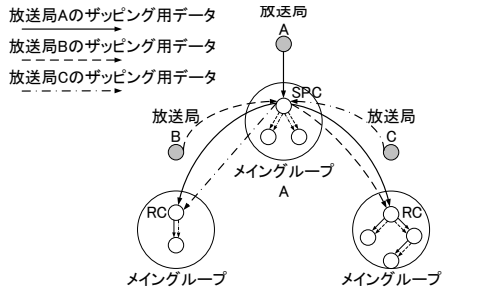 放送局Aのザッピング用データ
放送局Bのザッピング用データ
放送局Cのザッピング用データ
放送局
A
SPC
放送局
B
放送局
C
メイングループ
A
RC
RC
メイングループ
メイングループ